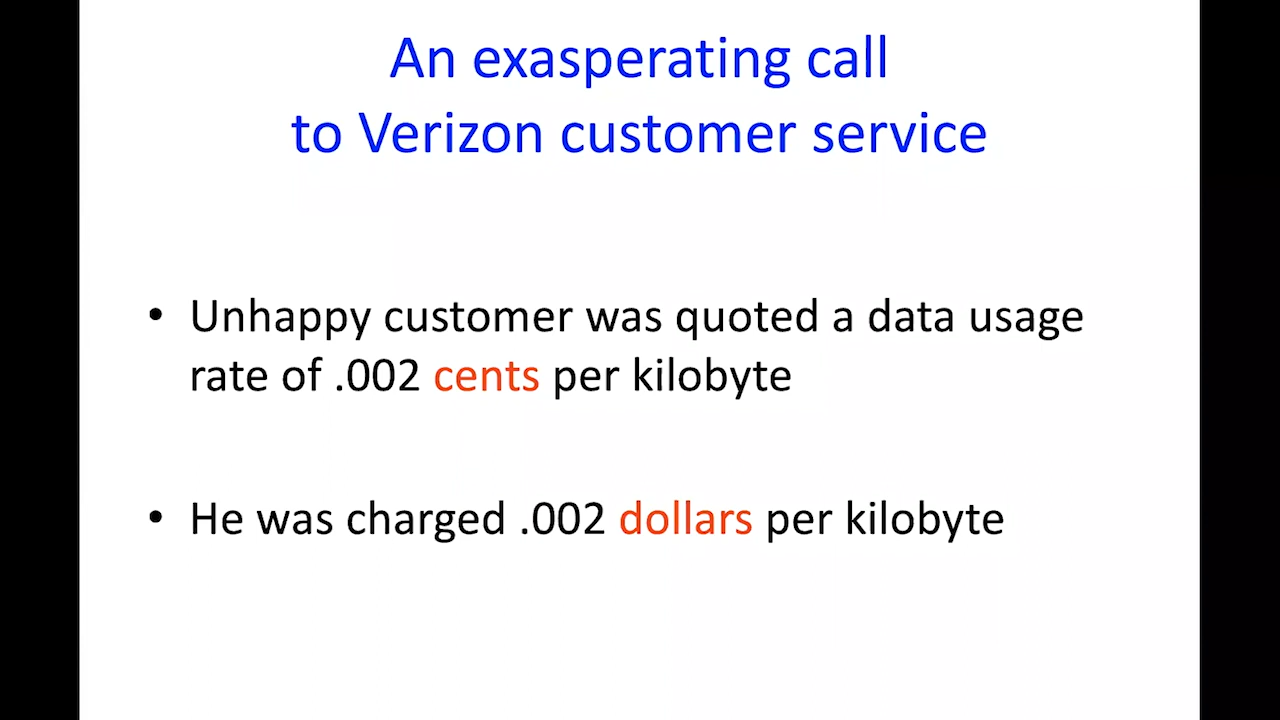 An exasperating call
to Verizon customer service
• Unhappy customer was quoted a data usage
rate of .002 cents per kilobyte
• He was charged .002 dollars per kilobyte